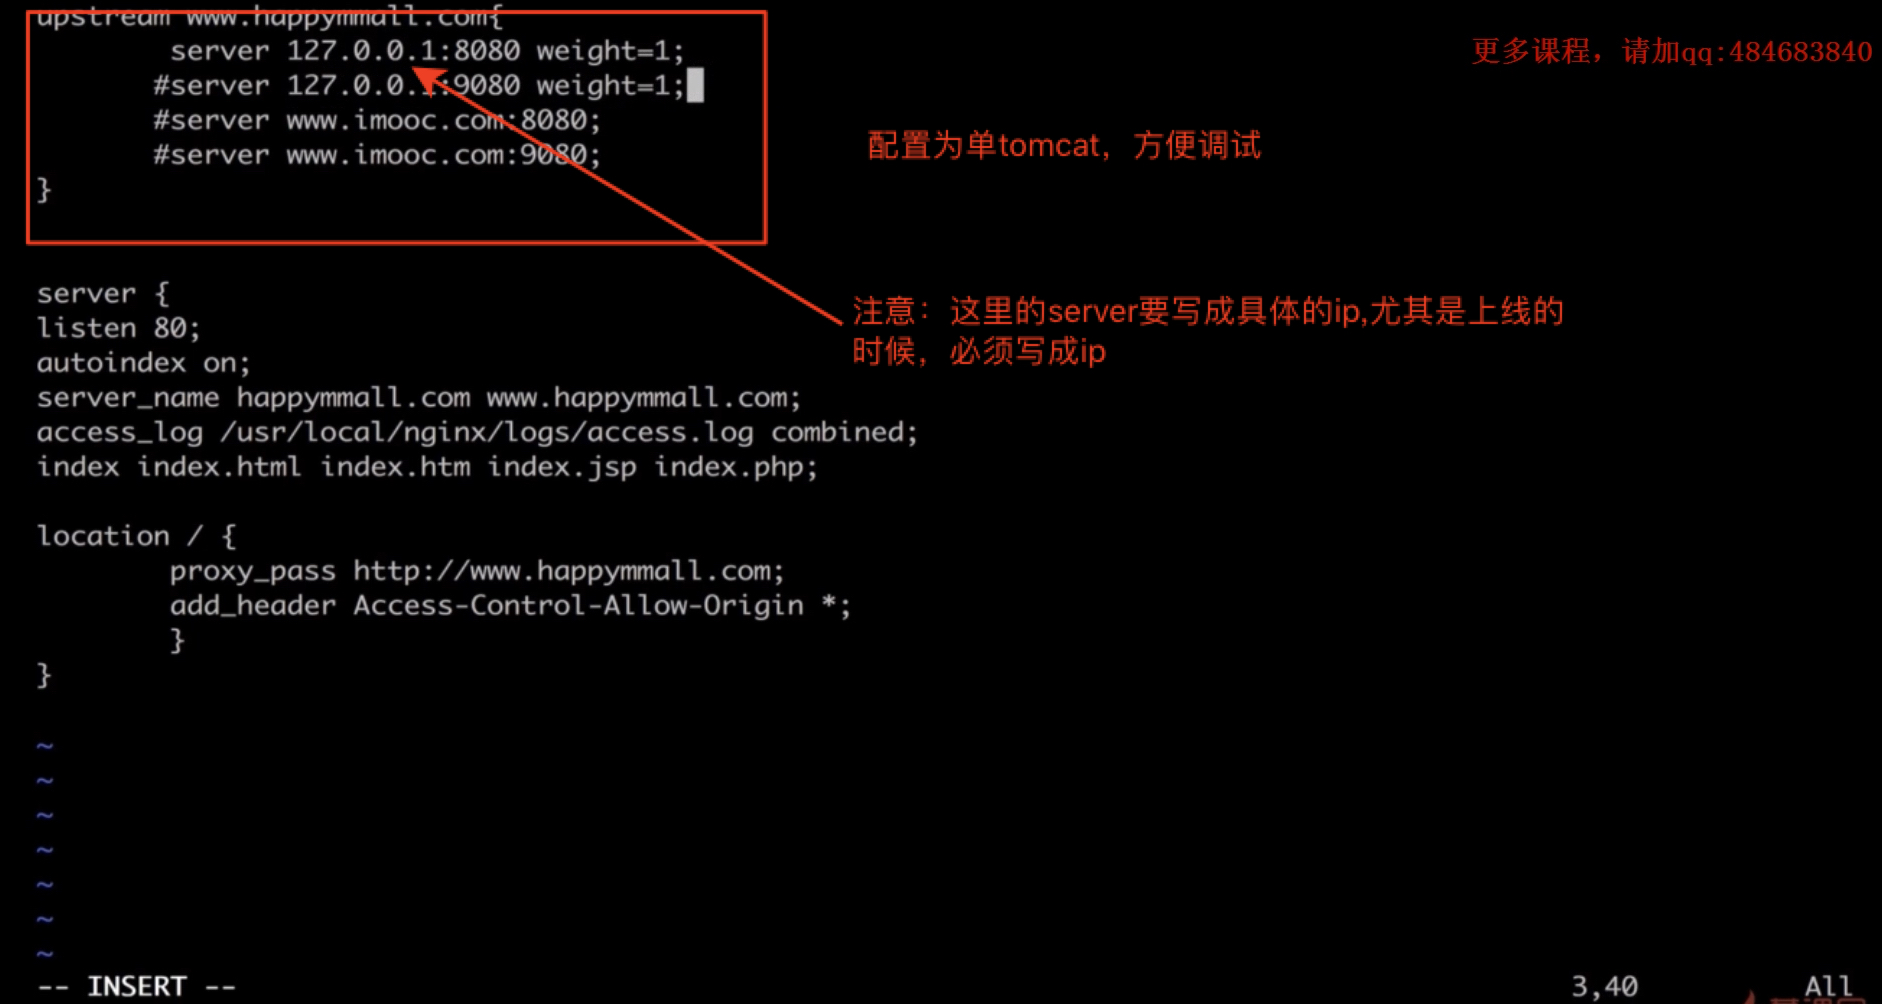 upstream www.happymmall.com{
server 127.0.0.1:8080 weight=1;
#server 127.0.0.1:9080 weight=1;
#server www.imooc.com:8080;
#server www.imooc.com:9080;
}
更多课程，请加qq:484683840
配置为单tomcat，方便调试
注意：这里的server要写成具体的ip,尤其是上线的
时候，必须写成ip
server {
listen 80;
autoindex on;
server_name happymmall.com www.happymmall.com;
access_log /usr/local/nginx/logs/access.log combined;
index index.html index.htm index.jsp index.php;
location / {
proxy_pass http://www.happymmall.com;
add_header Access-Control-Allow-Origin *;
}
}
~
~
~
~
~
~
~
-- INSERT --
3,40
All